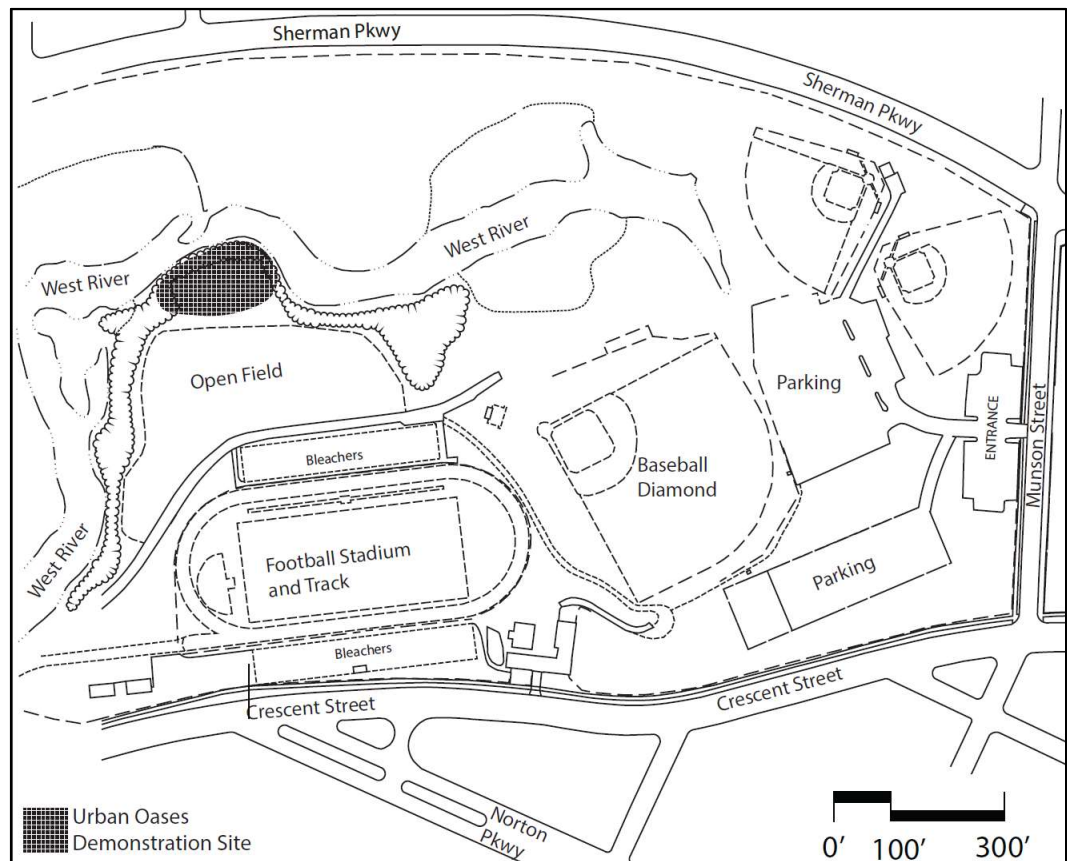 Sherman Pkwy
Sherman Pkwy
West River
West River
Open Field
Parking
ENTRANCE
Munson Street
Bleachers
Baseball
Diamond
West River
Football Stadium
and Track
Parking
Bleachers
Crescent Street
Crescent Street
Norton
Pkwy
Urban Oases
Demonstration Site
0' 100' 300'